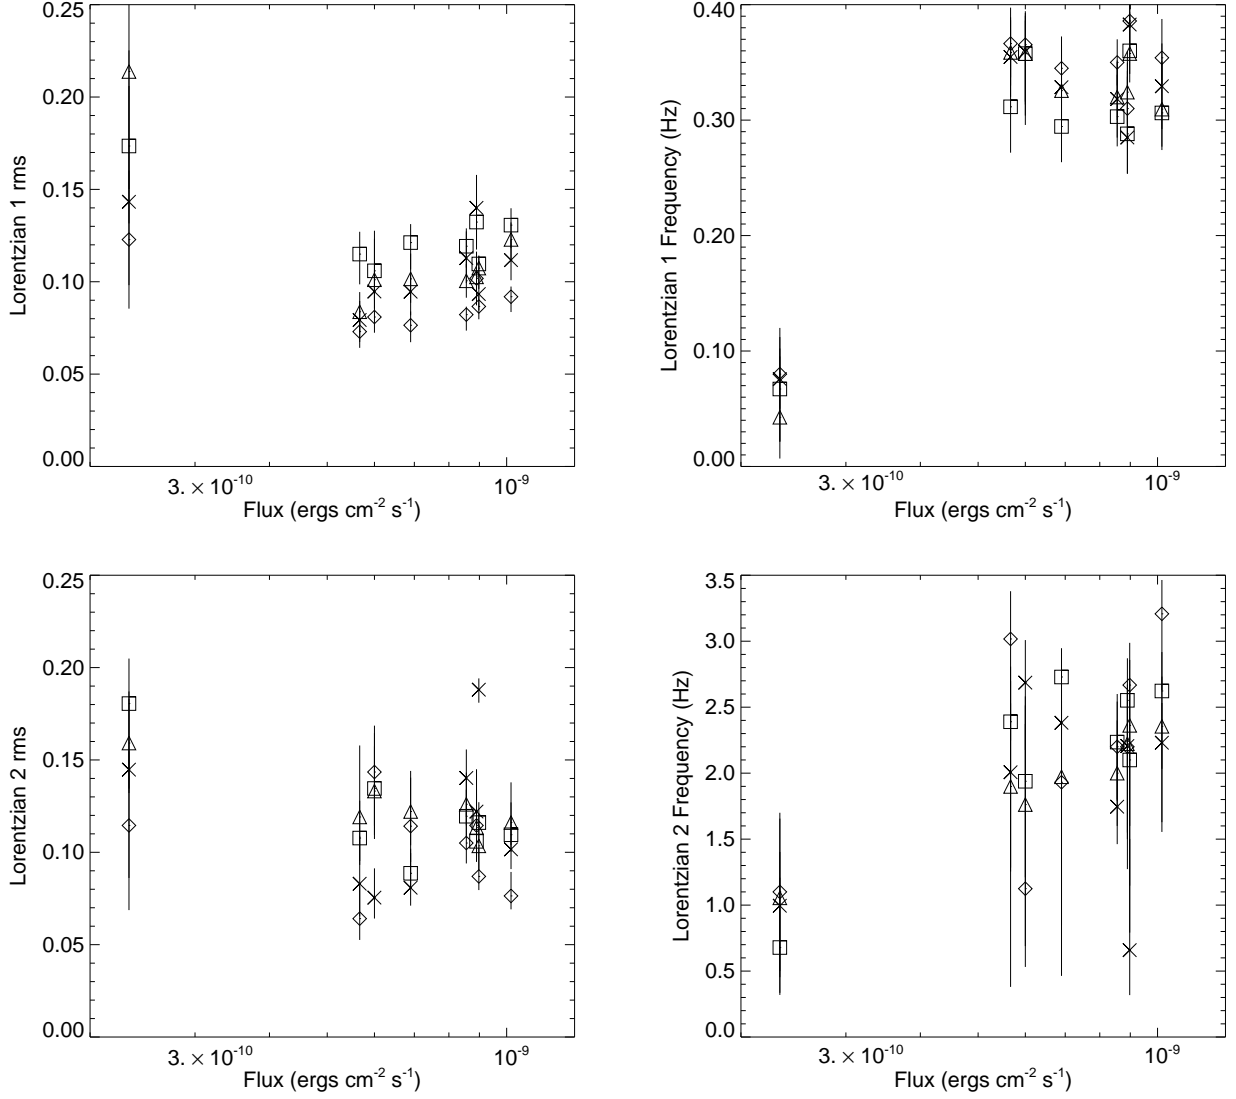 0.25
0.20
0.15
0.10
0.05
0.00
Lorentzian 1 rms
3. × 10⁻¹⁰
10⁻⁹
Flux (ergs cm⁻² s⁻¹)
0.40
0.30
0.20
0.10
0.00
Lorentzian 1 Frequency (Hz)
3. × 10⁻¹⁰
10⁻⁹
Flux (ergs cm⁻² s⁻¹)
0.25
0.20
0.15
0.10
0.05
0.00
Lorentzian 2 rms
3. × 10⁻¹⁰
10⁻⁹
Flux (ergs cm⁻² s⁻¹)
3.5
3.0
2.5
2.0
1.5
1.0
0.5
0.0
Lorentzian 2 Frequency (Hz)
3. × 10⁻¹⁰
10⁻⁹
Flux (ergs cm⁻² s⁻¹)